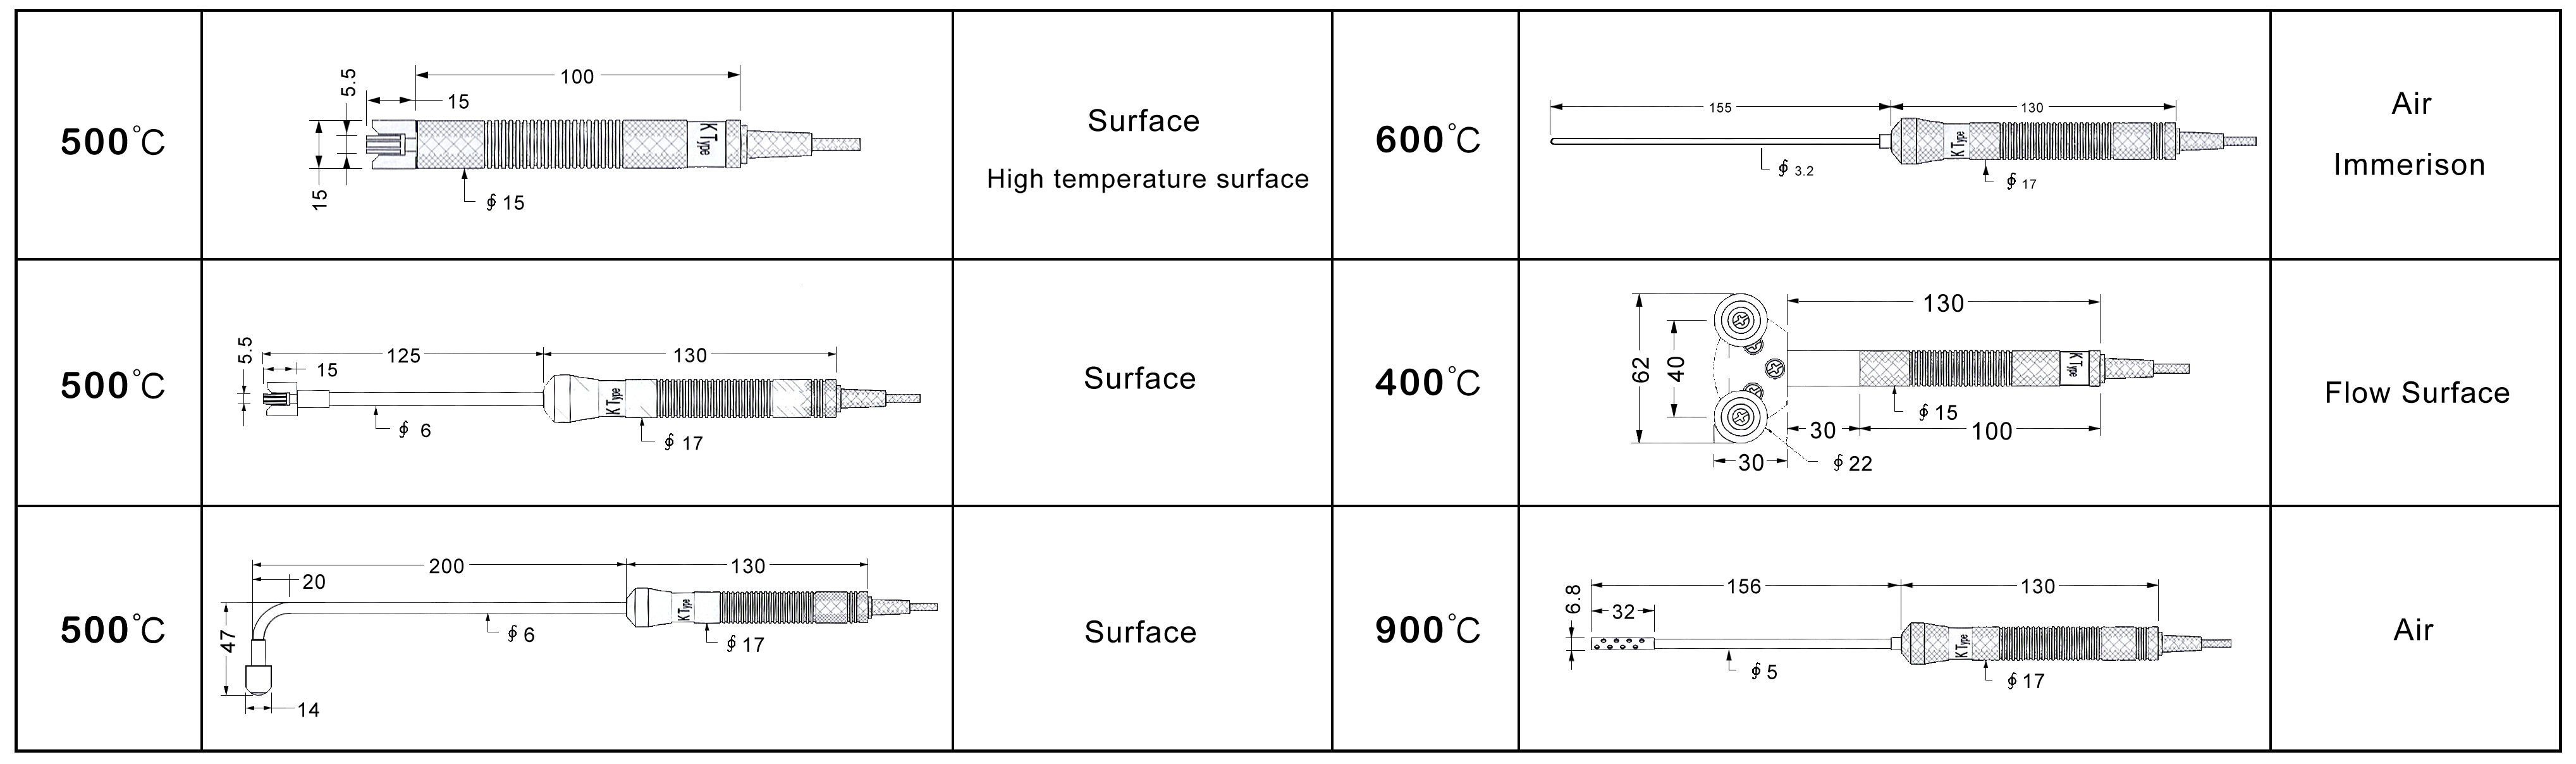 500°C
5.5
15
100
15
∮ 15
K Type
Surface
High temperature surface
600°C
155
130
∮ 3.2
∮ 17
K Type
Air
Immerison
500°C
5.5
15
125
130
∮ 6
∮ 17
K Type
Surface
400°C
130
62
40
30
∮ 22
30
100
∮ 15
K Type
Flow Surface
500°C
200
130
20
47
14
∮ 6
∮ 17
K Type
Surface
900°C
156
130
6.8
32
∮ 5
∮ 17
K Type
Air